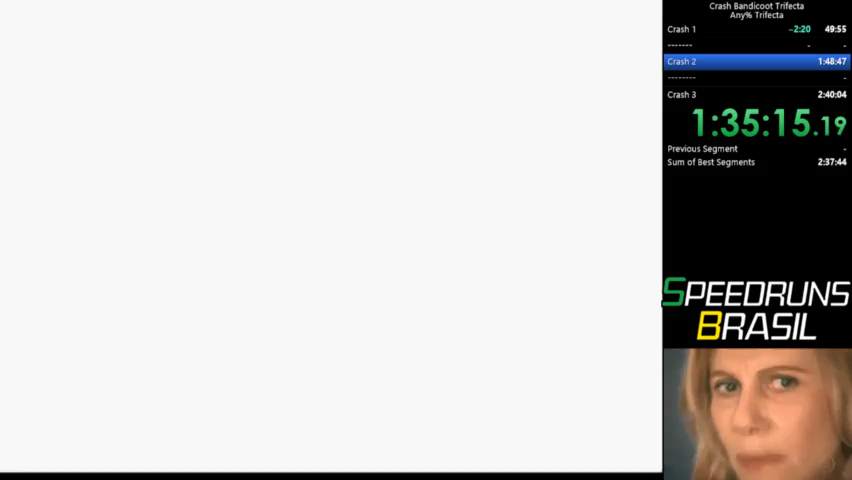 Crash Bandicoot Trifecta
Any% Trifecta
Crash 1 -2:20 49:55
------- - -
Crash 2 1:48:47
-------- -
Crash 3 2:40:04
1:35:15.19
Previous Segment -
Sum of Best Segments 2:37:44
SPEEDRUNS
BRASIL